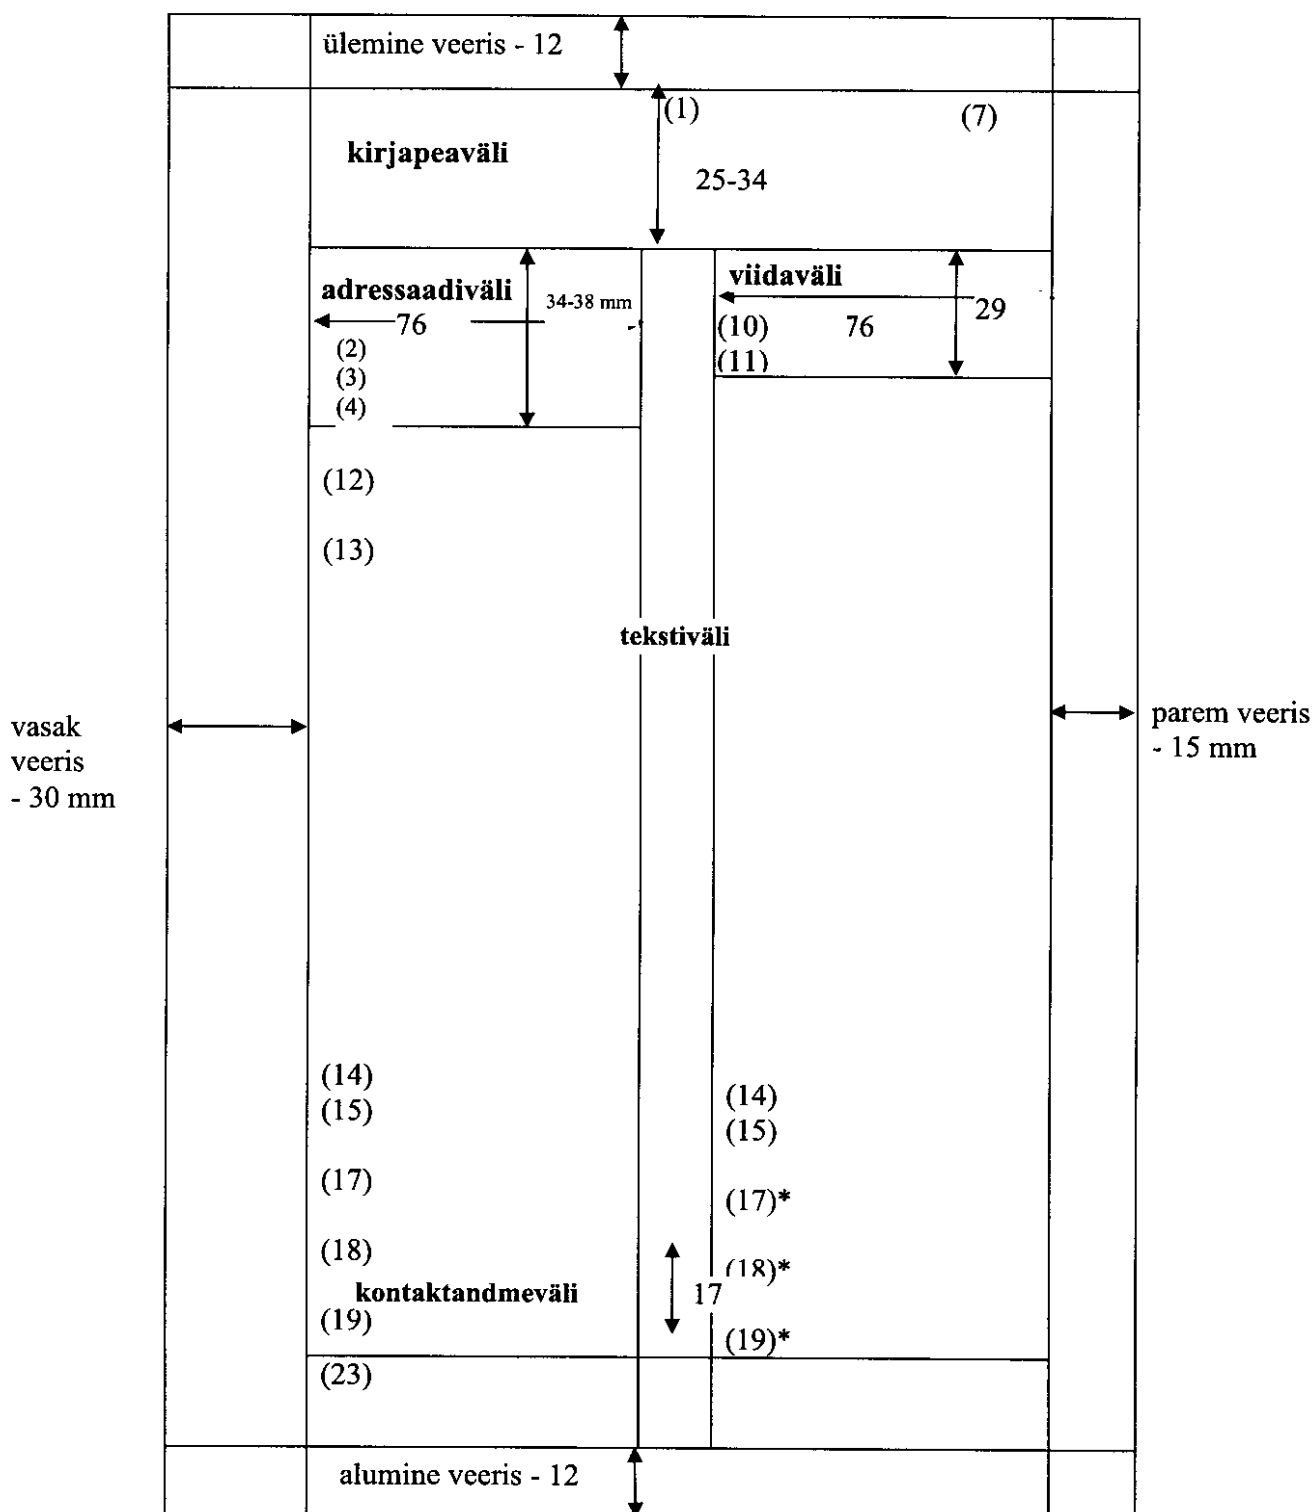 ülemine veeris - 12
(1)
(7)
kirjapeaväli
25-34
adressaadiväli
34-38 mm
76
(2)
(3)
(4)
viidaväli
29
(10)
76
(11)
(12)
(13)
tekstiväli
vasak
veeris
- 30 mm
parem veeris
- 15 mm
(14)
(15)
(17)
(18)
kontaktandmeväli
(19)
(23)
(14)
(15)
(17)*
(18)*
17
(19)*
alumine veeris - 12